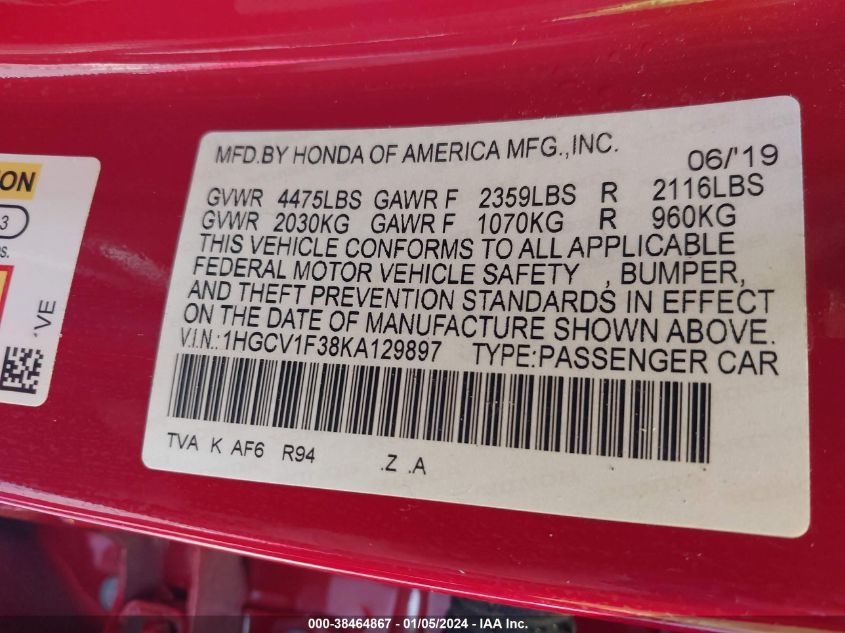 MFD.BY HONDA OF AMERICA MFG.,INC.
06/'19
GVWR 4475LBS GAWR F 2359LBS R 2116LBS
GVWR 2030KG GAWR F 1070KG R 960KG
THIS VEHICLE CONFORMS TO ALL APPLICABLE
FEDERAL MOTOR VEHICLE SAFETY , BUMPER,
AND THEFT PREVENTION STANDARDS IN EFFECT
ON THE DATE OF MANUFACTURE SHOWN ABOVE.
V.I.N.:1HGCV1F38KA129897 TYPE:PASSENGER CAR
TVA K AF6 R94 .Z .A
ION
3
s.
VE
000-38464867 - 01/05/2024 - IAA Inc.